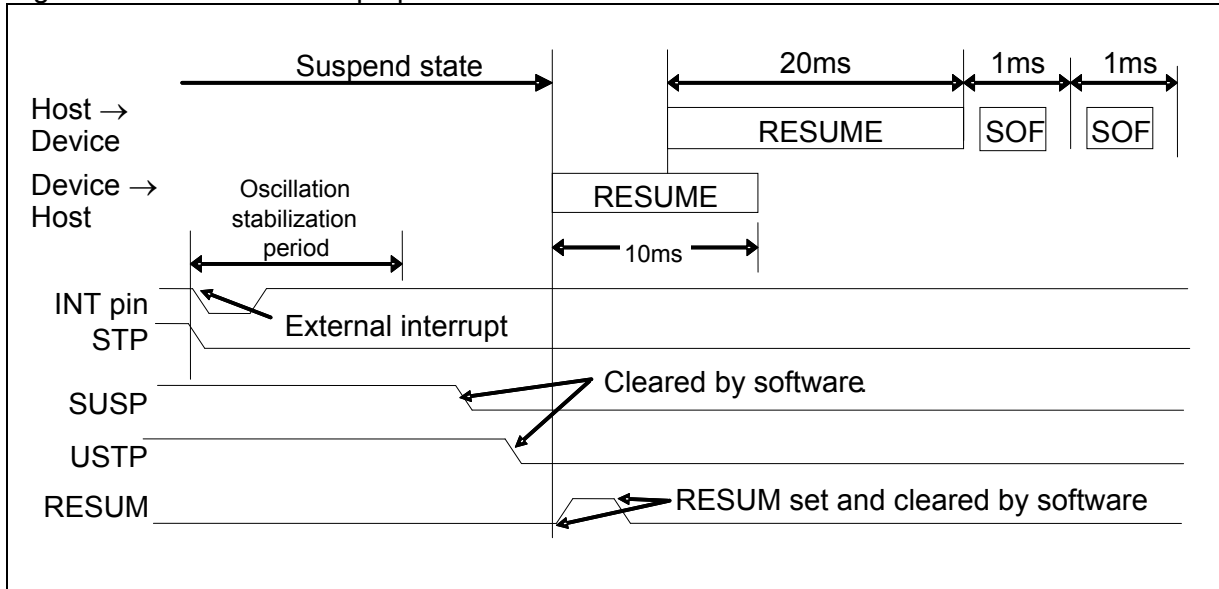 Suspend state
20ms
1ms
1ms
Host →
Device
RESUME
SOF
SOF
Device →
Host
Oscillation
stabilization
period
RESUME
10ms
INT pin
External interrupt
STP
SUSP
Cleared by software.
USTP
RESUM
RESUM set and cleared by software